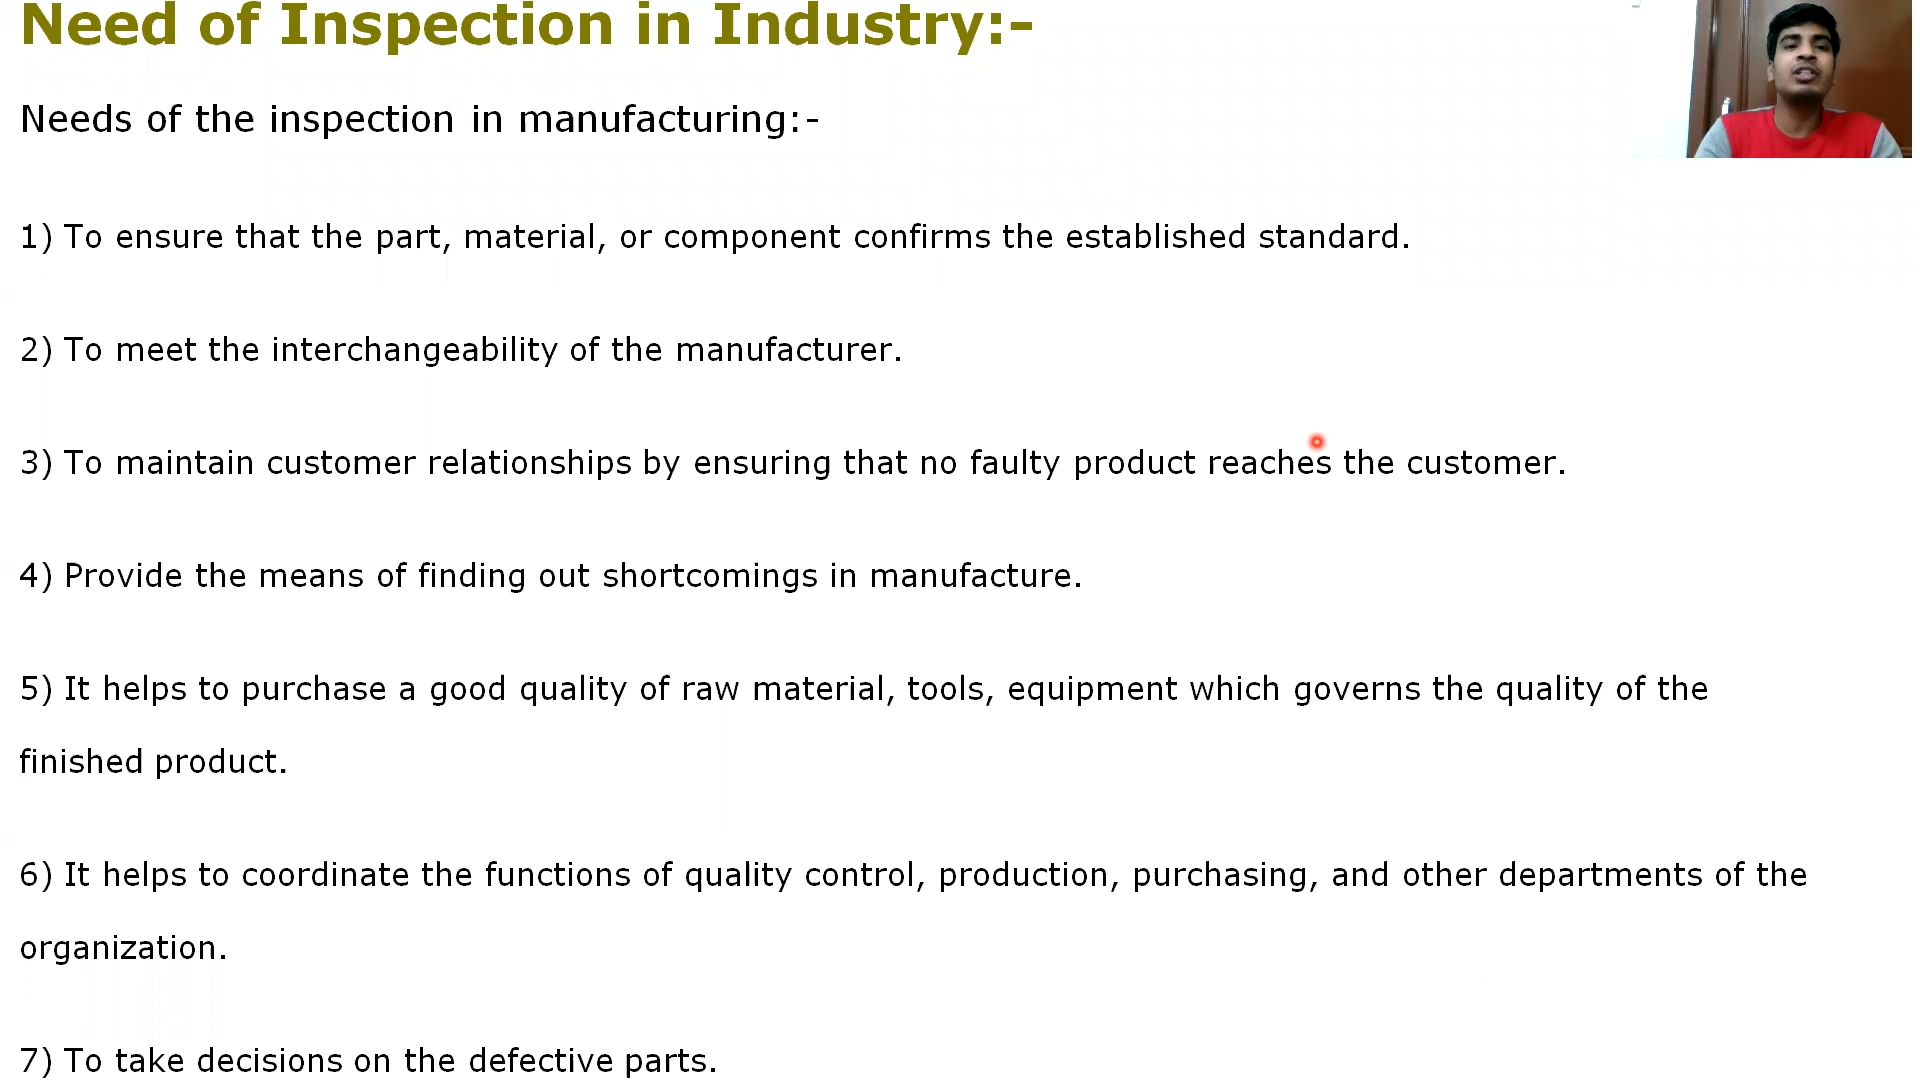 Need of Inspection in Industry:-
Needs of the inspection in manufacturing:-
1) To ensure that the part, material, or component confirms the established standard.
2) To meet the interchangeability of the manufacturer.
3) To maintain customer relationships by ensuring that no faulty product reaches the customer.
4) Provide the means of finding out shortcomings in manufacture.
5) It helps to purchase a good quality of raw material, tools, equipment which governs the quality of the
finished product.
6) It helps to coordinate the functions of quality control, production, purchasing, and other departments of the
organization.
7) To take decisions on the defective parts.